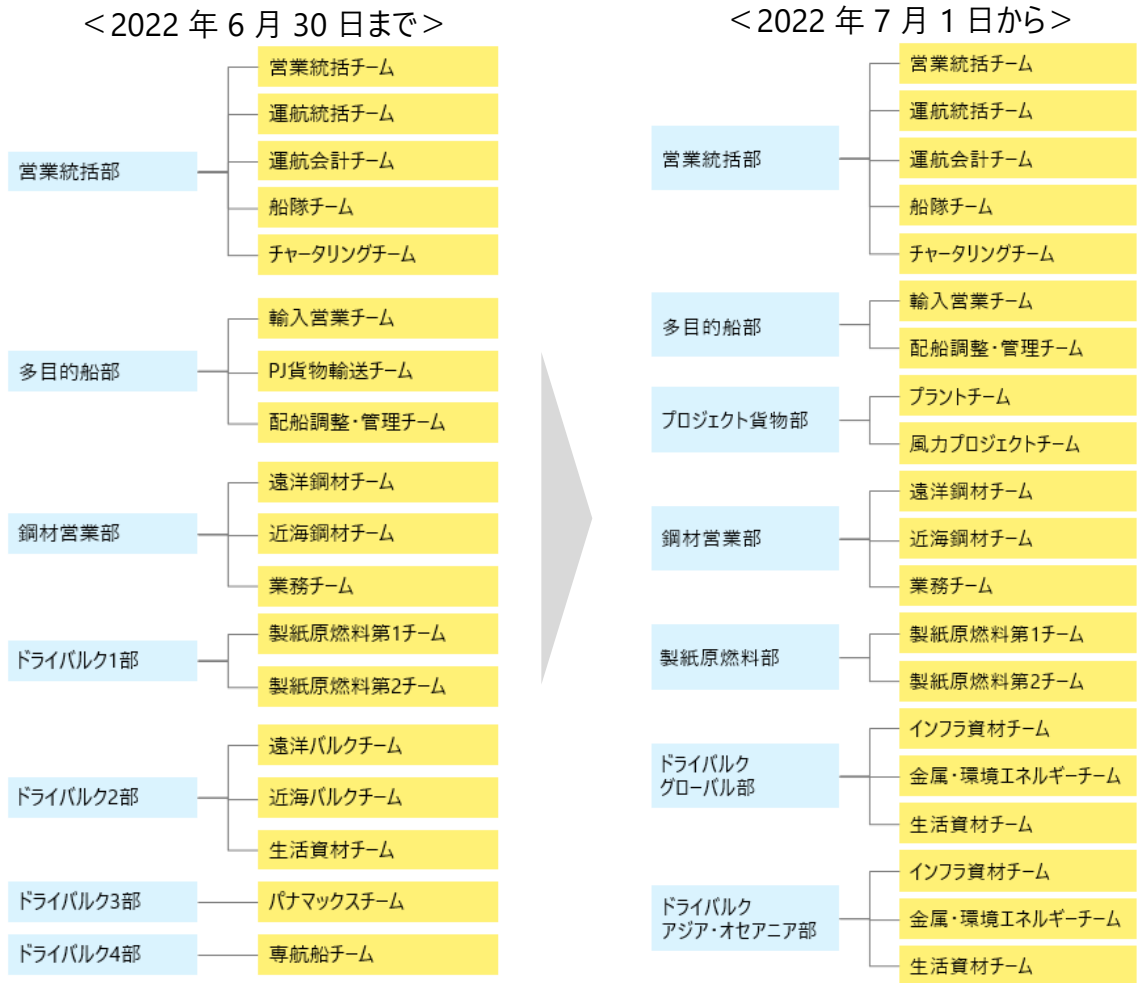 ＜2022 年 6 月 30 日まで＞
営業統括部
営業統括チーム
運航統括チーム
運航会計チーム
船隊チーム
チャータリングチーム
多目的船部
輸入営業チーム
PJ貨物輸送チーム
配船調整・管理チーム
鋼材営業部
遠洋鋼材チーム
近海鋼材チーム
業務チーム
ドライバルク1部
製紙原燃料第1チーム
製紙原燃料第2チーム
ドライバルク2部
遠洋バルクチーム
近海バルクチーム
生活資材チーム
ドライバルク3部
パナマックスチーム
ドライバルク4部
専航船チーム
＜2022 年 7 月 1 日から＞
営業統括部
営業統括チーム
運航統括チーム
運航会計チーム
船隊チーム
チャータリングチーム
多目的船部
輸入営業チーム
配船調整・管理チーム
プロジェクト貨物部
プラントチーム
風力プロジェクトチーム
鋼材営業部
遠洋鋼材チーム
近海鋼材チーム
業務チーム
製紙原燃料部
製紙原燃料第1チーム
製紙原燃料第2チーム
ドライバルク
グローバル部
インフラ資材チーム
金属・環境エネルギーチーム
生活資材チーム
ドライバルク
アジア・オセアニア部
インフラ資材チーム
金属・環境エネルギーチーム
生活資材チーム